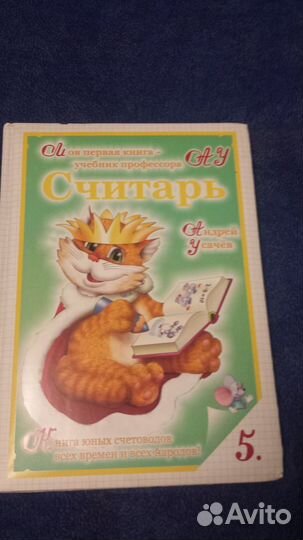 Моя первая книга -
учебник профессора АУ
Считарь
Андрей
Усачев
Книга юных счетоводов
всех времен и всех народов!
5.
Avito